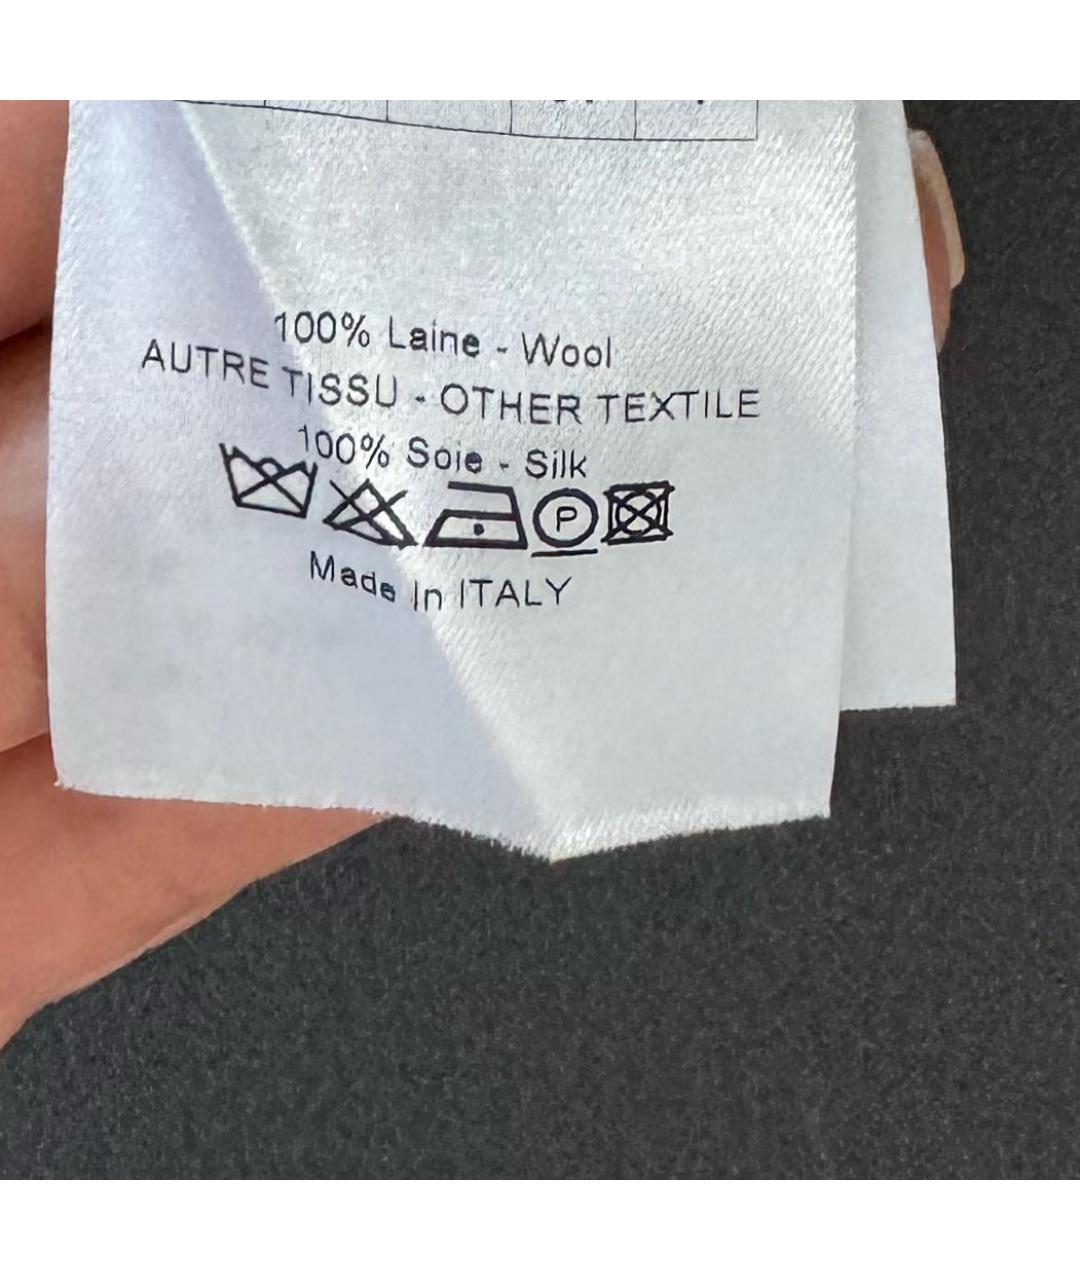 100% Laine - Wool
AUTRE TISSU - OTHER TEXTILE
100% Soie - Silk
P
Made In ITALY